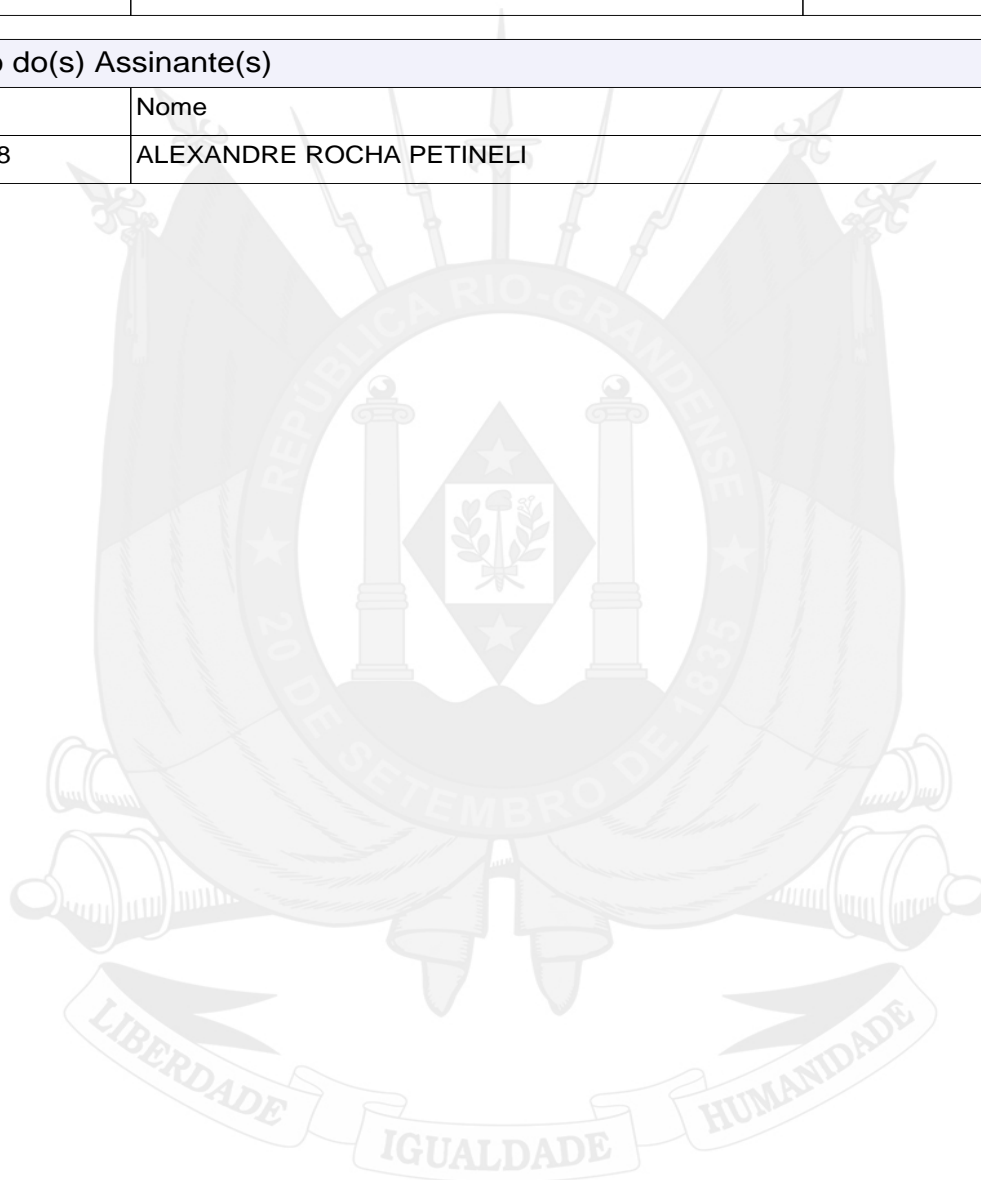 o do(s) Assinante(s)
Nome
8 ALEXANDRE ROCHA PETINELI
REPÚBLICA RIO-GRANDENSE
20 DE SETEMBRO DE 1835
LIBERDADE IGUALDADE HUMANIDADE